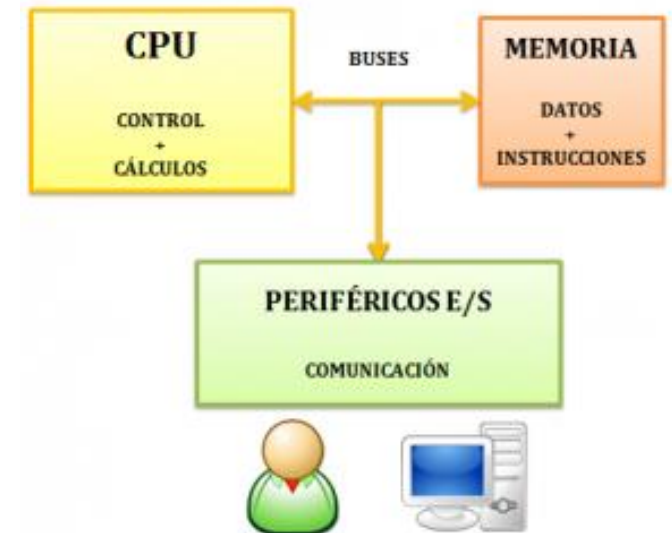 CPU
CONTROL
+
CÁLCULOS
BUSES
MEMORIA
DATOS
+
INSTRUCCIONES
PERIFÉRICOS E/S
COMUNICACIÓN